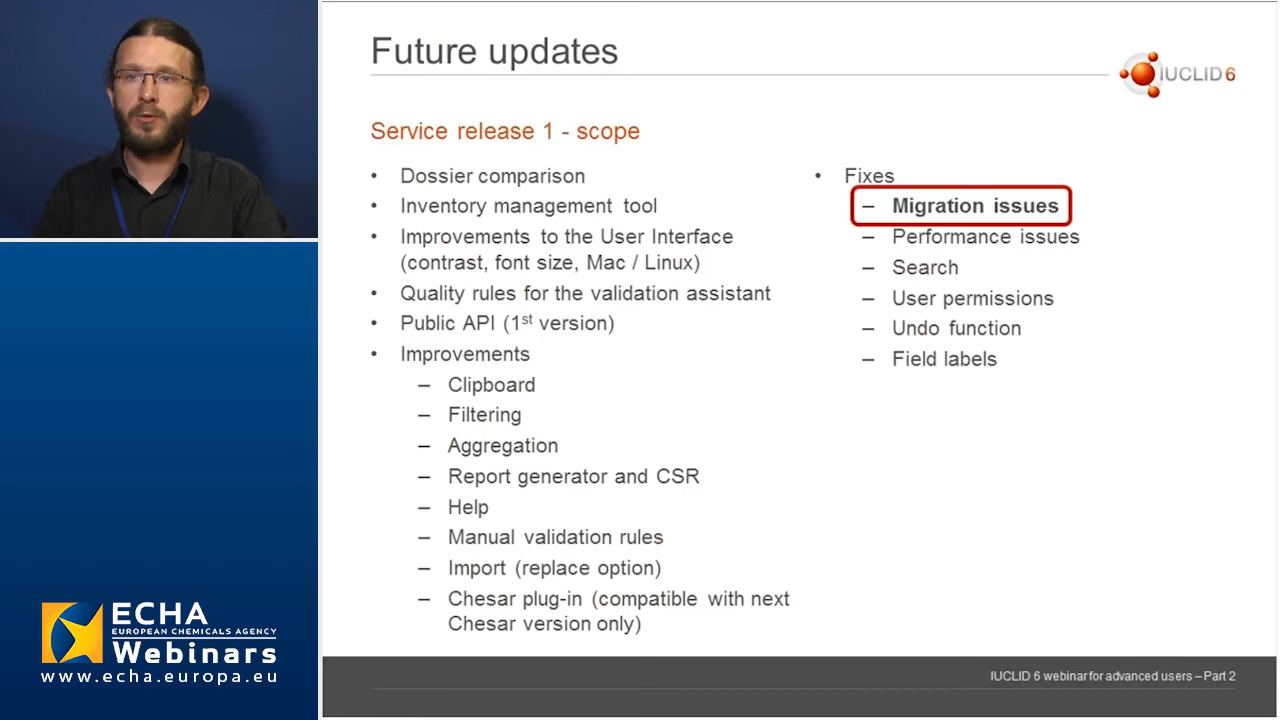 Future updates
IUCLID 6
Service release 1 - scope
• Dossier comparison
• Inventory management tool
• Improvements to the User Interface
(contrast, font size, Mac / Linux)
• Quality rules for the validation assistant
• Public API (1st version)
• Improvements
– Clipboard
– Filtering
– Aggregation
– Report generator and CSR
– Help
– Manual validation rules
– Import (replace option)
– Chesar plug-in (compatible with next
Chesar version only)
• Fixes
– Migration issues
– Performance issues
– Search
– User permissions
– Undo function
– Field labels
ECHA
EUROPEAN CHEMICALS AGENCY
Webinars
www.echa.europa.eu
IUCLID 6 webinar for advanced users – Part 2